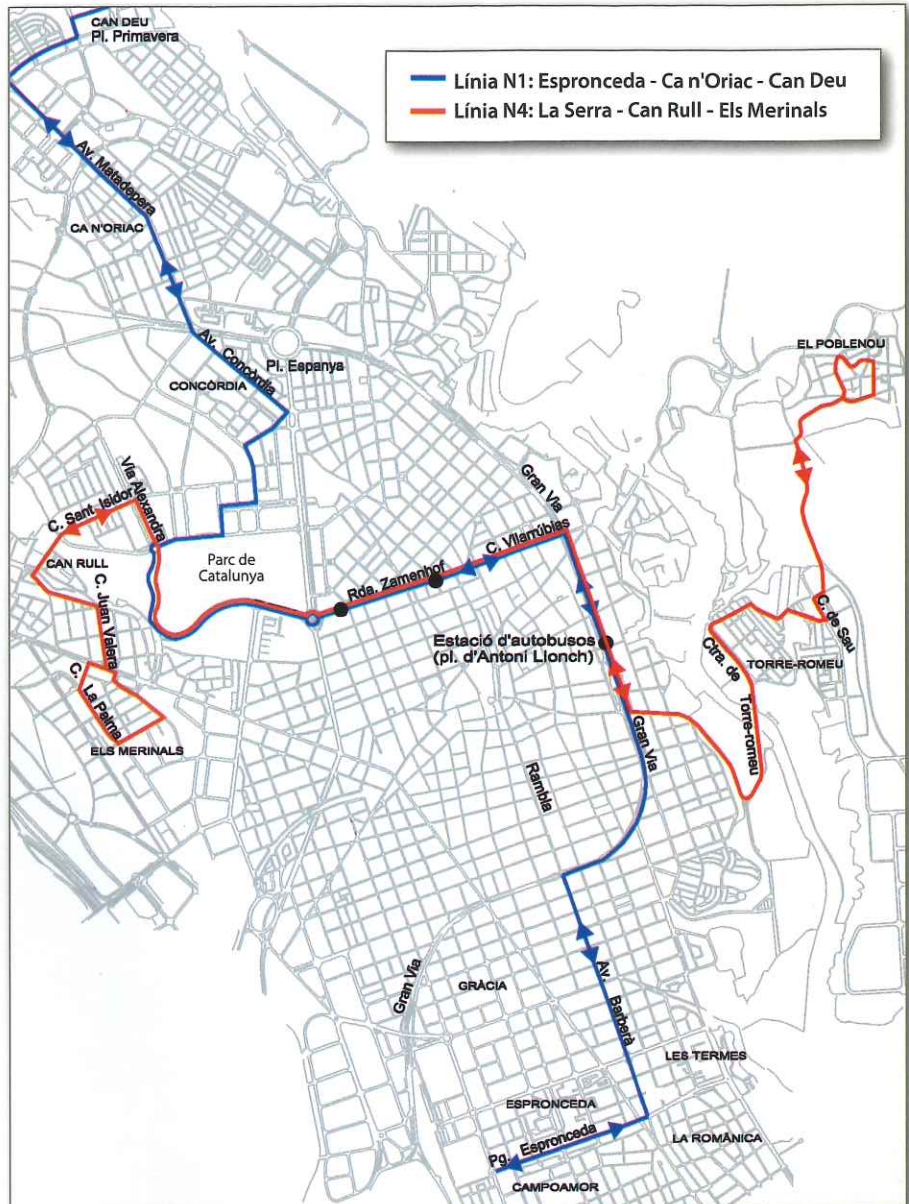 CAN DEU
Pl. Primavera
Línia N1: Espronceda - Ca n'Oriac - Can Deu
Línia N4: La Serra - Can Rull - Els Merinals
Av. Matadepera
CA N'ORIAC
Av. Concòrdia
Pl. Espanya
CONCÒRDIA
EL POBLENOU
Via Alexandra
Gran Via
C. Sant Isidor
C. Vilarrúbias
Parc de
Catalunya
CAN RULL
Rda. Zamenhof
C. Juan Valera
C. de Sau
Estació d'autobusos
(pl. d'Antoni Llonch)
TORRE-ROMEU
Ctra. de Torre-romeu
C. La Palma
ELS MERINALS
Gran Via
Rambla
Gran Via
GRÀCIA
Av. Barberà
LES TERMES
ESPRONCEDA
Pg. Espronceda
LA ROMÀNICA
CAMPOAMOR